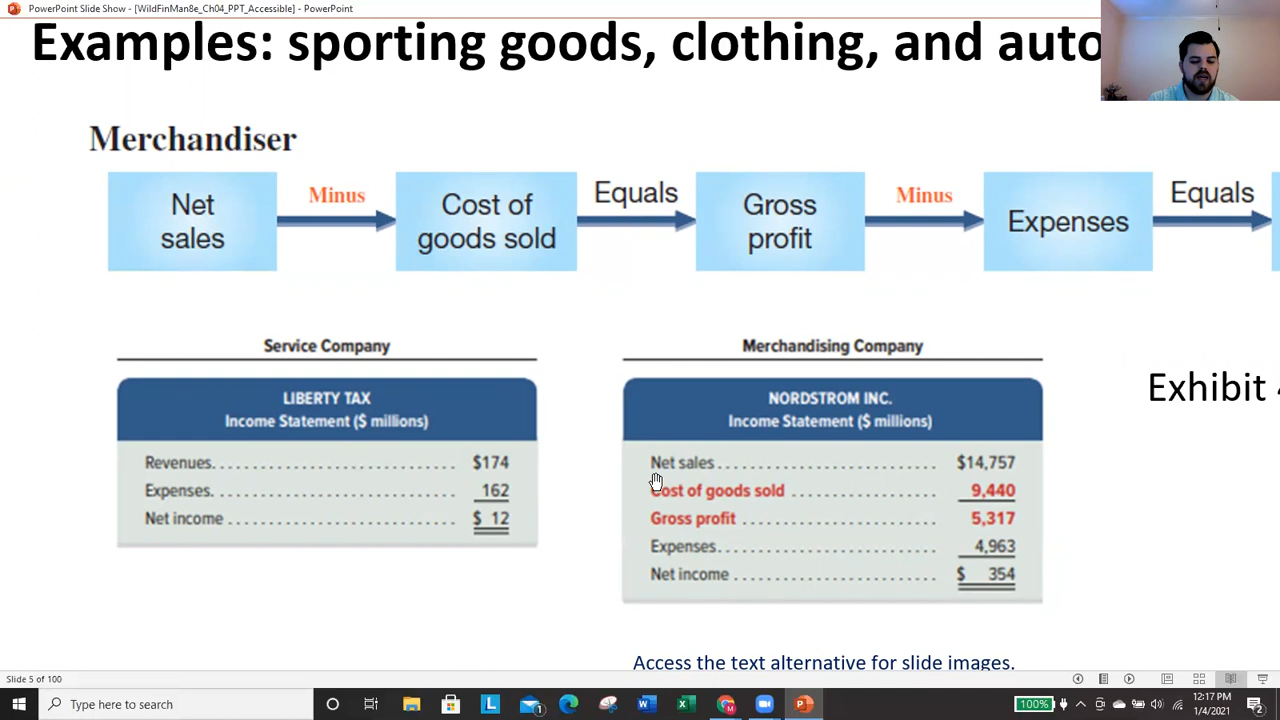 PowerPoint Slide Show - [WildFinMan8e_Ch04_PPT_Accessible] - PowerPoint
Examples: sporting goods, clothing, and auto
Merchandiser
Net sales
Minus
Cost of goods sold
Equals
Gross profit
Minus
Expenses
Equals
Service Company
LIBERTY TAX
Income Statement ($ millions)
Revenues. . . . . . . . . . . . . . . . . . . . . . . . . . . . . . . $174
Expenses. . . . . . . . . . . . . . . . . . . . . . . . . . . . . . . 162
Net income . . . . . . . . . . . . . . . . . . . . . . . . . . . . . $ 12
Merchandising Company
NORDSTROM INC.
Income Statement ($ millions)
Net sales . . . . . . . . . . . . . . . . . . . . . . . . . . . . $14,757
Cost of goods sold . . . . . . . . . . . . . . . . . . . 9,440
Gross profit . . . . . . . . . . . . . . . . . . . . . . . . . 5,317
Expenses. . . . . . . . . . . . . . . . . . . . . . . . . . . . 4,963
Net income . . . . . . . . . . . . . . . . . . . . . . . . . . $ 354
Exhibit
Access the text alternative for slide images.
Slide 5 of 100
Type here to search
100%
12:17 PM
1/4/2021